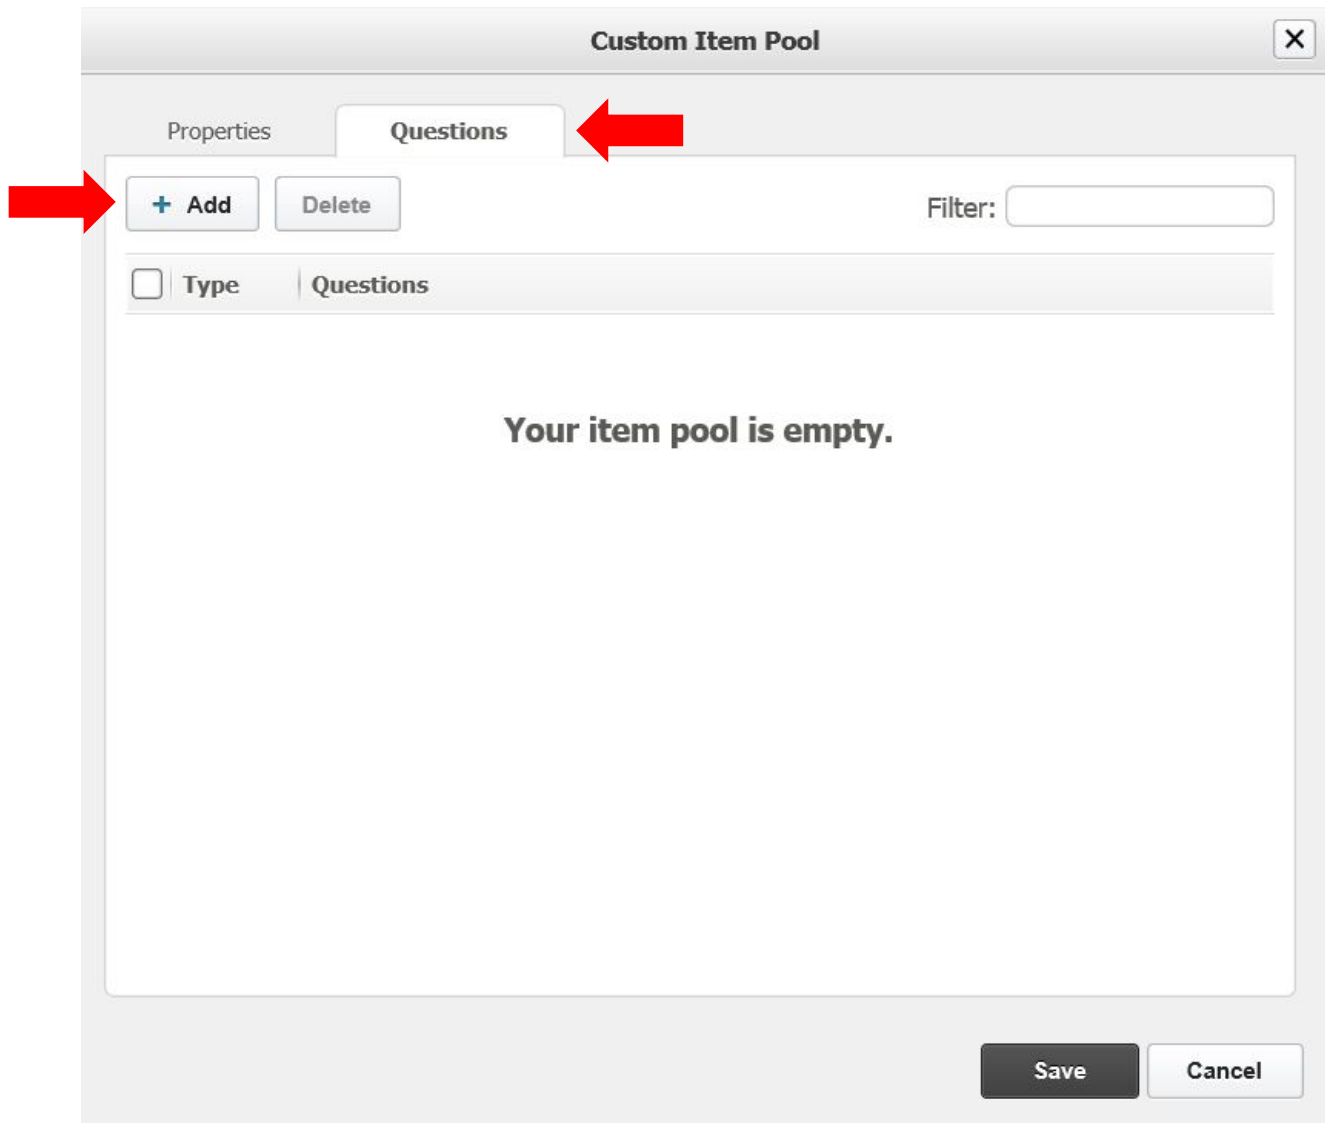 Custom Item Pool
Properties Questions
+ Add Delete Filter:
Type Questions
Your item pool is empty.
Save Cancel